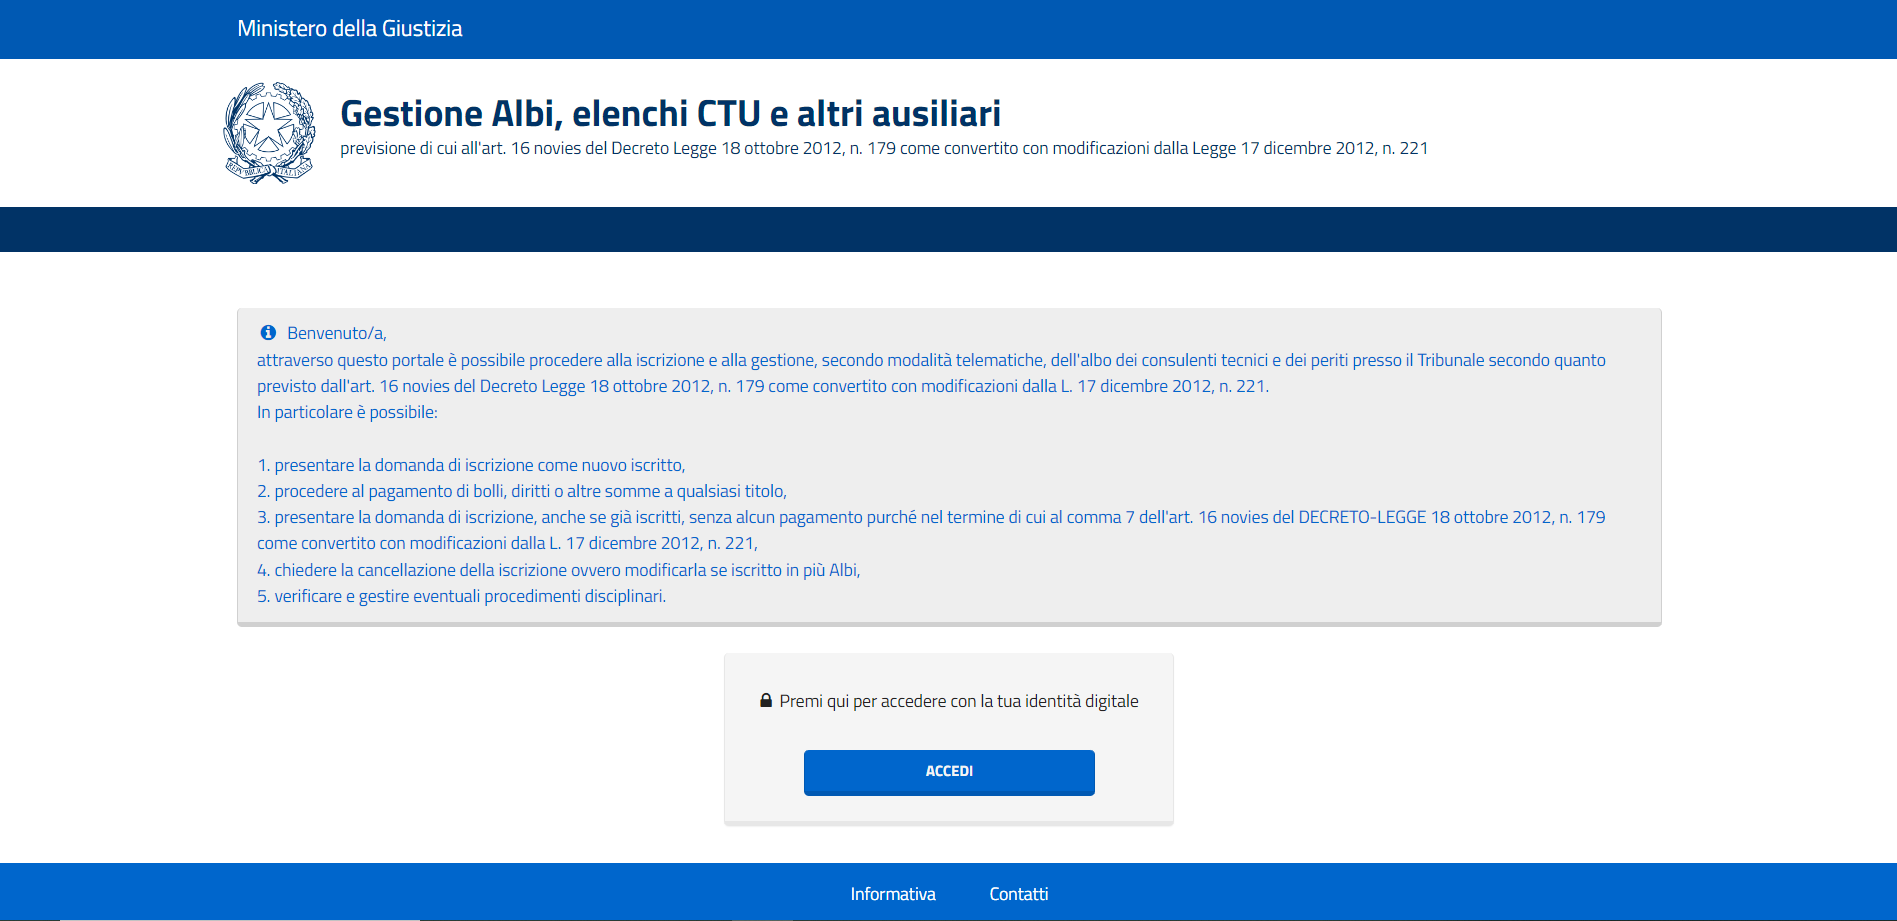 Ministero della Giustizia
Gestione Albi, elenchi CTU e altri ausiliari
previsione di cui all'art. 16 novies del Decreto Legge 18 ottobre 2012, n. 179 come convertito con modificazioni dalla Legge 17 dicembre 2012, n. 221
REPVBBLICA ITALIANA
Benvenuto/a,
attraverso questo portale è possibile procedere alla iscrizione e alla gestione, secondo modalità telematiche, dell'albo dei consulenti tecnici e dei periti presso il Tribunale secondo quanto
previsto dall'art. 16 novies del Decreto Legge 18 ottobre 2012, n. 179 come convertito con modificazioni dalla L. 17 dicembre 2012, n. 221.
In particolare è possibile:
1. presentare la domanda di iscrizione come nuovo iscritto,
2. procedere al pagamento di bolli, diritti o altre somme a qualsiasi titolo,
3. presentare la domanda di iscrizione, anche se già iscritti, senza alcun pagamento purché nel termine di cui al comma 7 dell'art. 16 novies del DECRETO-LEGGE 18 ottobre 2012, n. 179
come convertito con modificazioni dalla L. 17 dicembre 2012, n. 221,
4. chiedere la cancellazione della iscrizione ovvero modificarla se iscritto in più Albi,
5. verificare e gestire eventuali procedimenti disciplinari.
Premi qui per accedere con la tua identità digitale
ACCEDI
Informativa
Contatti